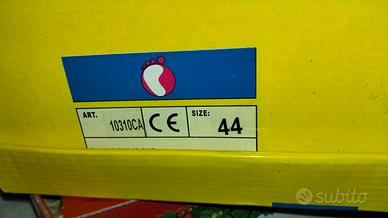 ART.
10310CA
CE
SIZE:
44
subito